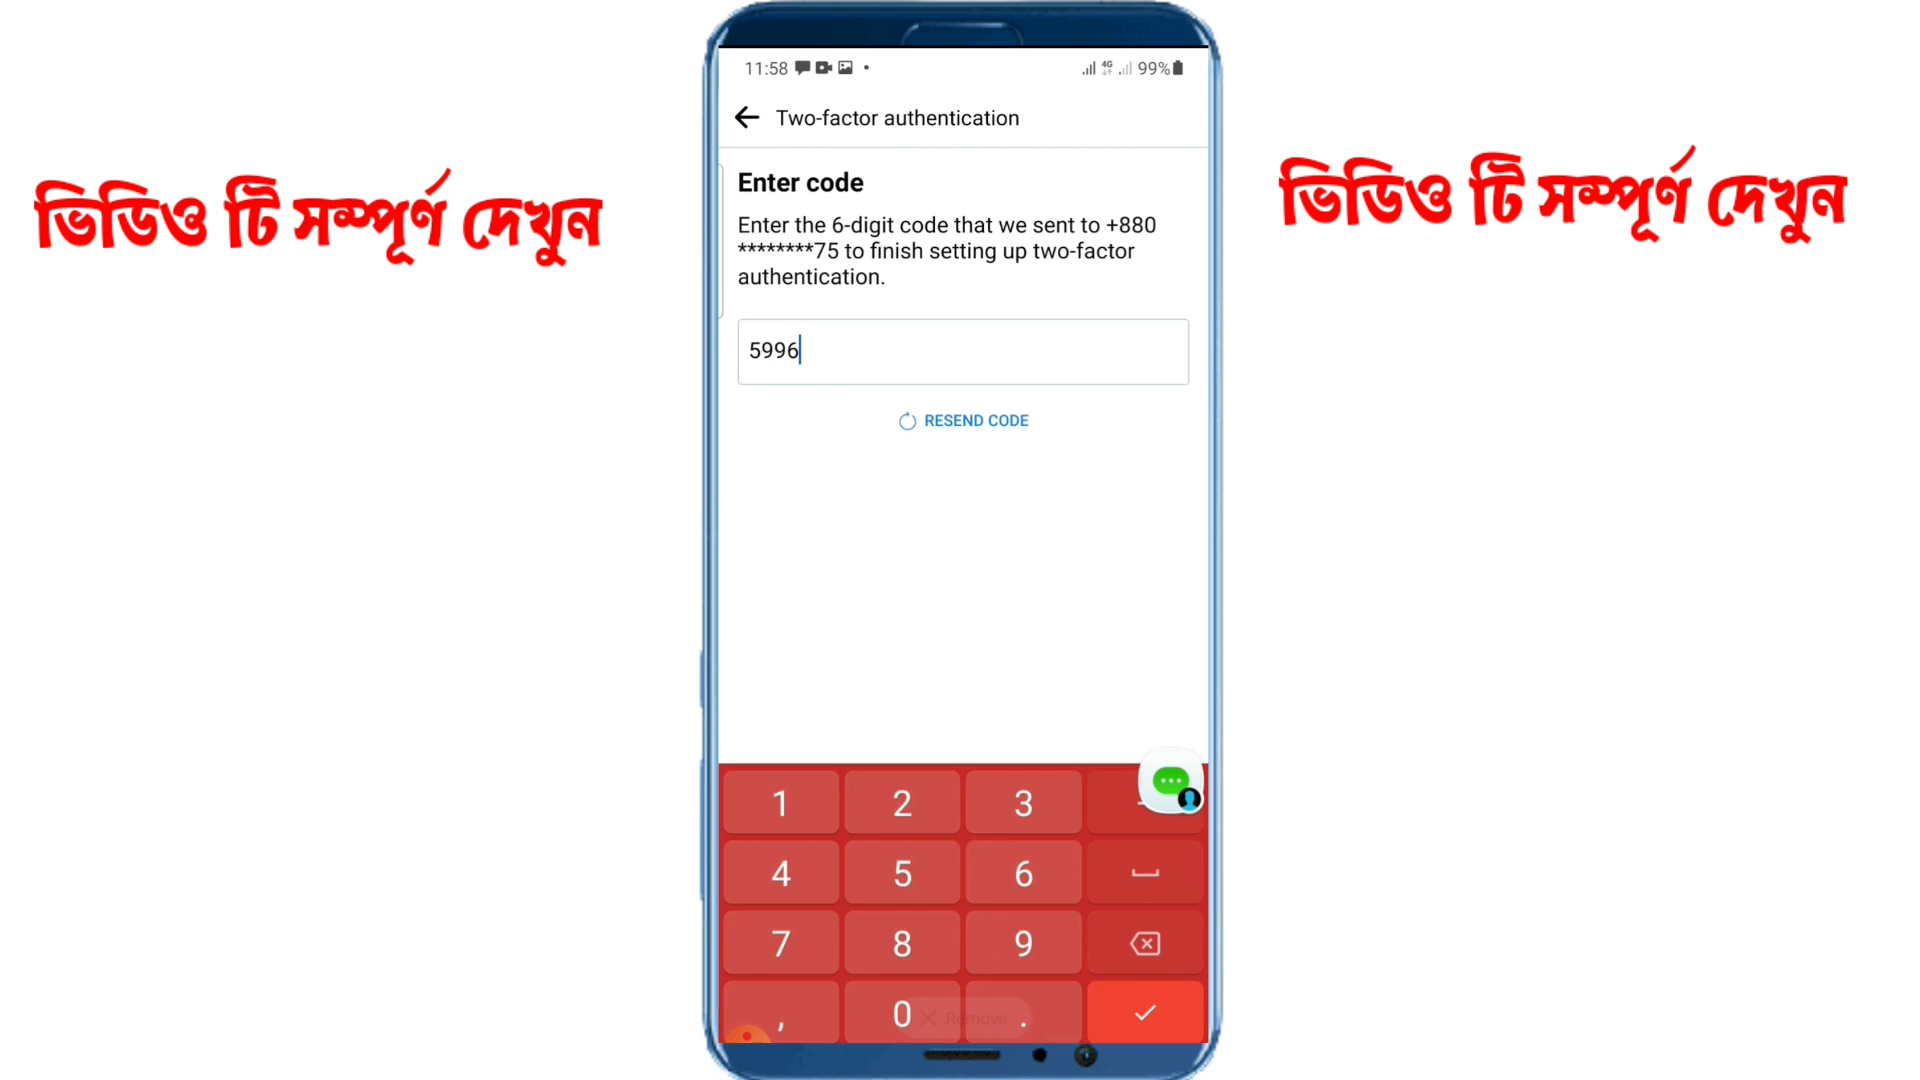 11:58 4G 99%
Two-factor authentication
ভিডিও টি সম্পূর্ণ দেখুন
ভিডিও টি সম্পূর্ণ দেখুন
Enter code
Enter the 6-digit code that we sent to +880
********75 to finish setting up two-factor
authentication.
5996
RESEND CODE
1 2 3
4 5 6
7 8 9
, 0 .
Remove